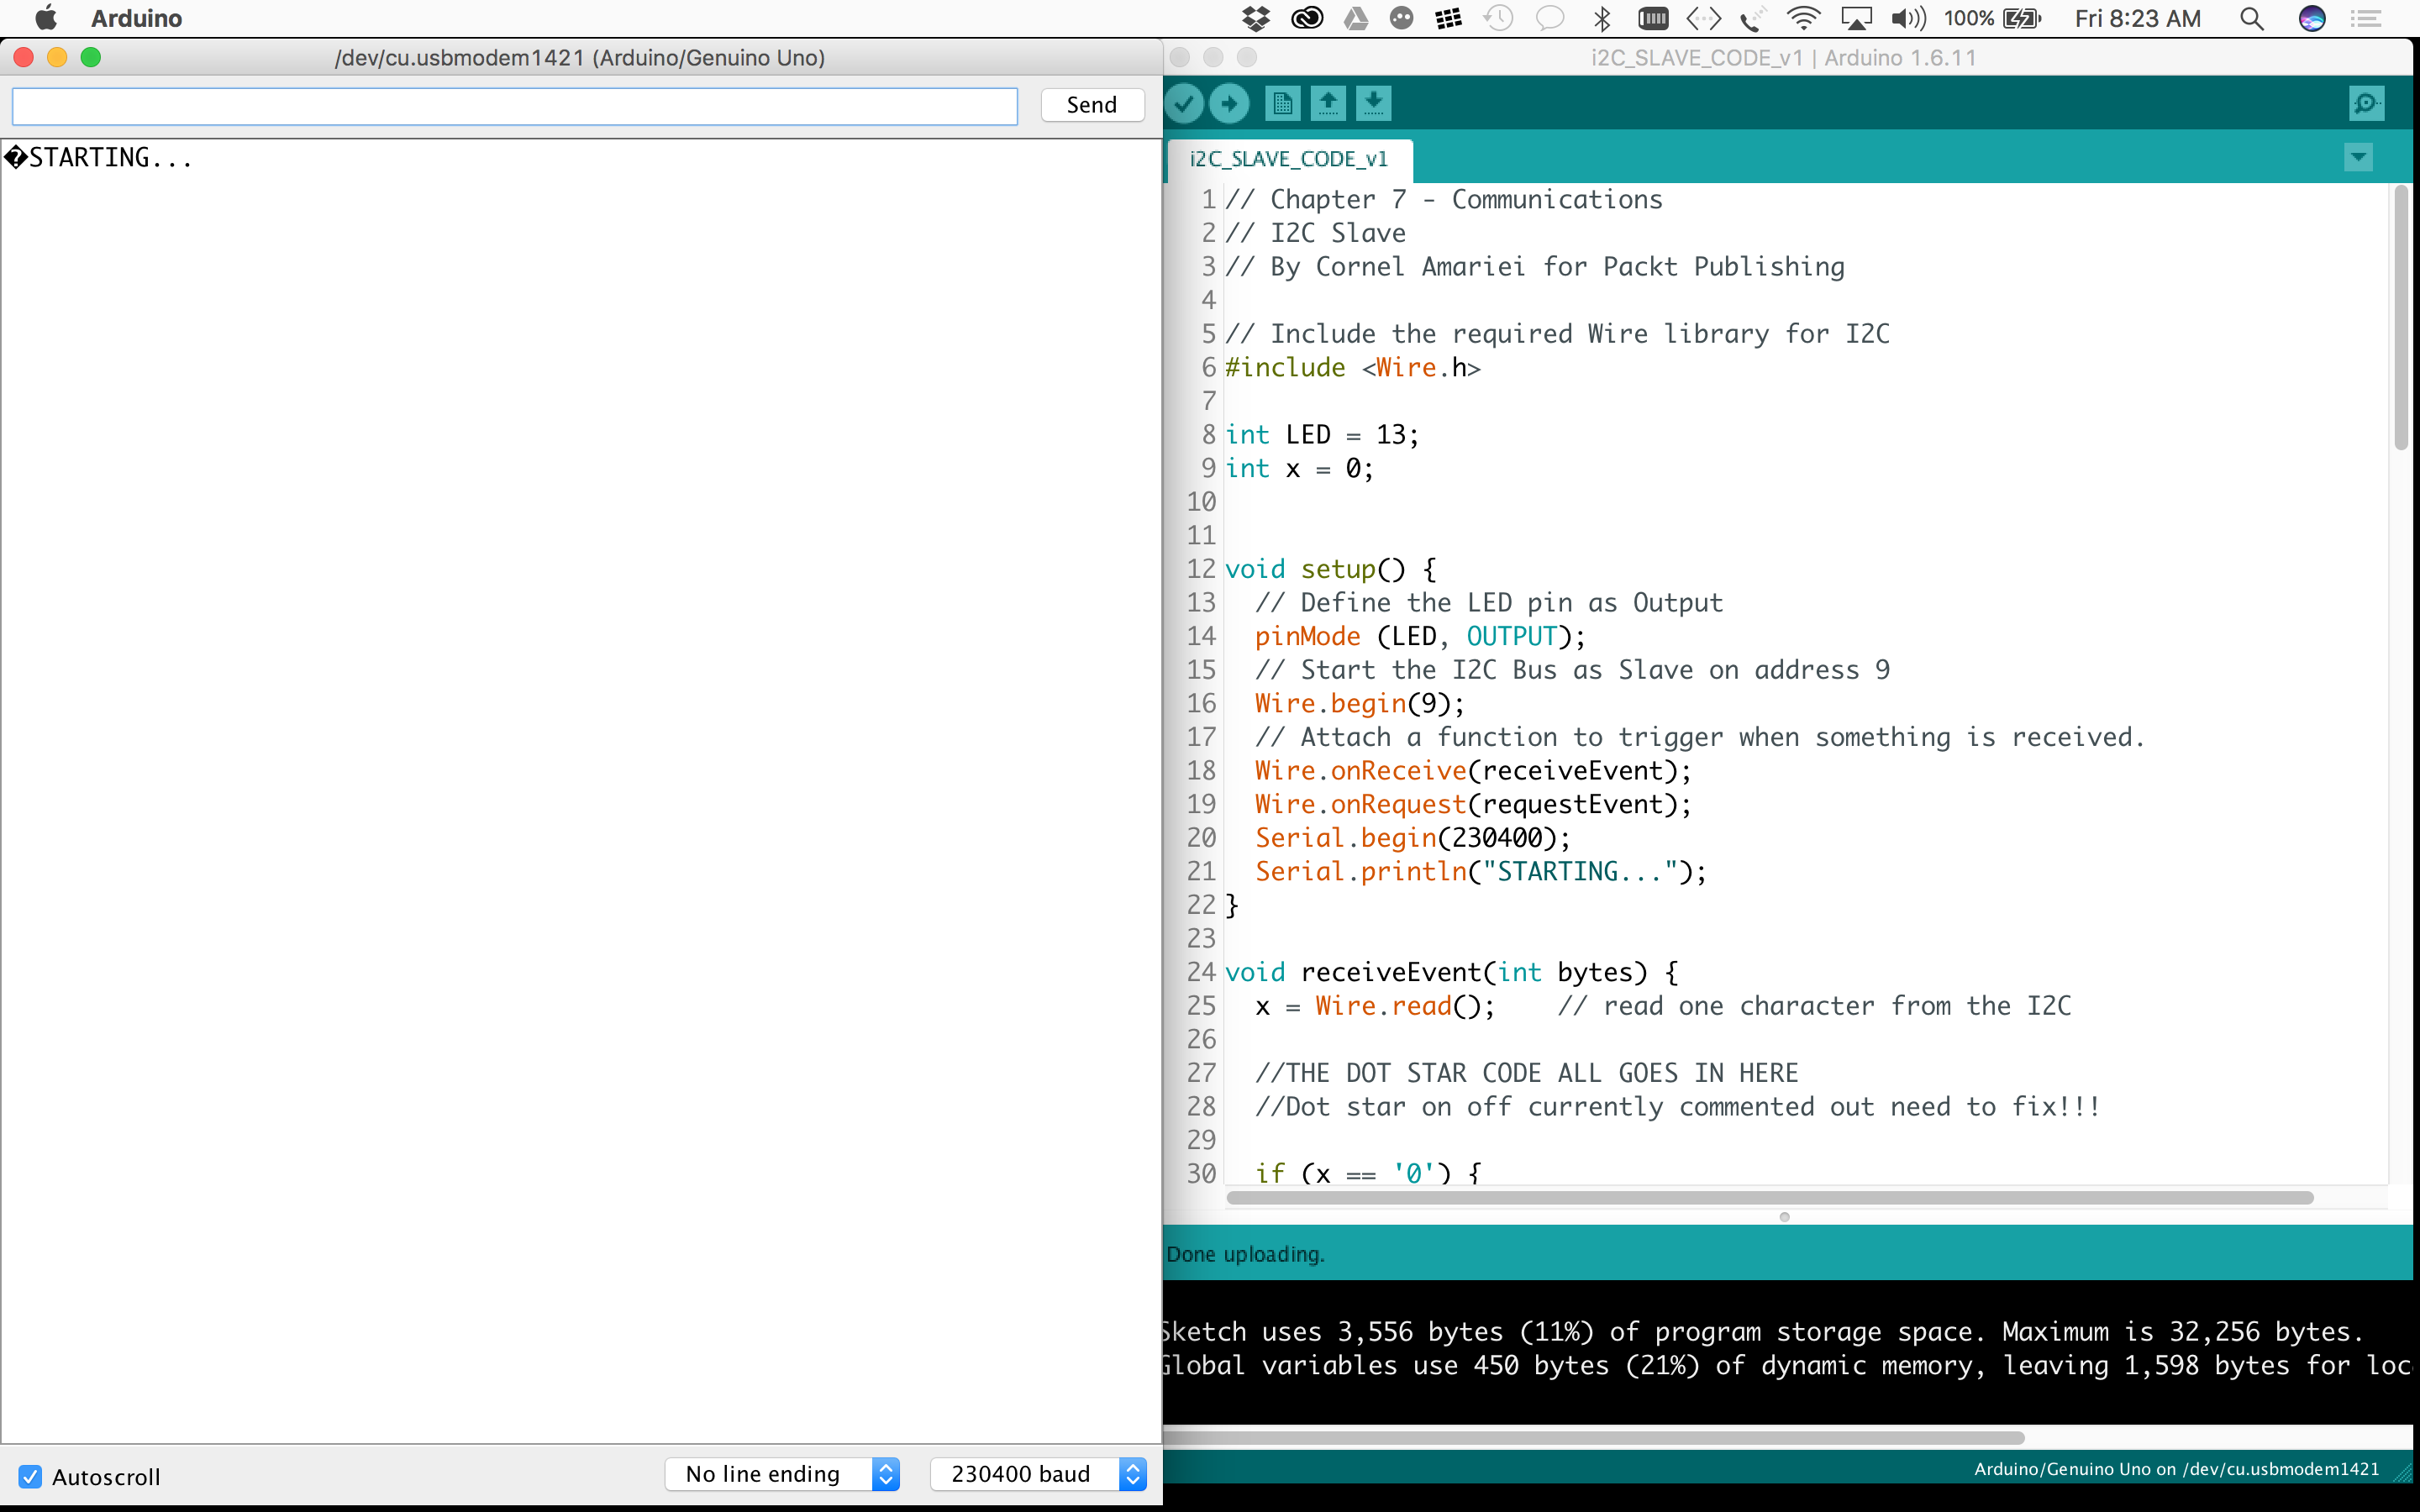 Arduino
100%
Fri 8:23 AM
/dev/cu.usbmodem1421 (Arduino/Genuino Uno)
Send
�STARTING...
Autoscroll
No line ending
230400 baud
i2C_SLAVE_CODE_v1 | Arduino 1.6.11
i2C_SLAVE_CODE_v1
1 // Chapter 7 - Communications
2 // I2C Slave
3 // By Cornel Amariei for Packt Publishing
4
5 // Include the required Wire library for I2C
6 #include <Wire.h>
7
8 int LED = 13;
9 int x = 0;
10
11
12 void setup() {
13 // Define the LED pin as Output
14 pinMode (LED, OUTPUT);
15 // Start the I2C Bus as Slave on address 9
16 Wire.begin(9);
17 // Attach a function to trigger when something is received.
18 Wire.onReceive(receiveEvent);
19 Wire.onRequest(requestEvent);
20 Serial.begin(230400);
21 Serial.println("STARTING...");
22 }
23
24 void receiveEvent(int bytes) {
25 x = Wire.read(); // read one character from the I2C
26
27 //THE DOT STAR CODE ALL GOES IN HERE
28 //Dot star on off currently commented out need to fix!!!
29
30 if (x == '0') {
Done uploading.
Sketch uses 3,556 bytes (11%) of program storage space. Maximum is 32,256 bytes.
Global variables use 450 bytes (21%) of dynamic memory, leaving 1,598 bytes for loc
Arduino/Genuino Uno on /dev/cu.usbmodem1421